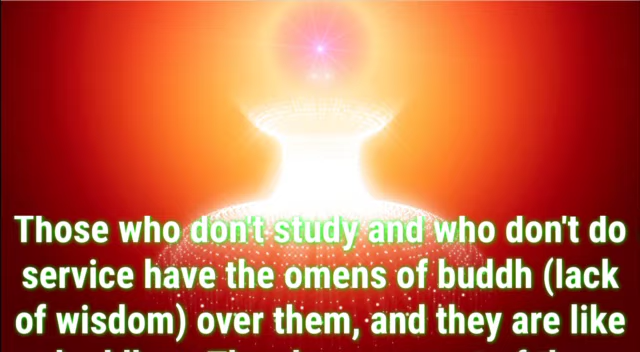 Those who don't study and who don't do
service have the omens of buddh (lack
of wisdom) over them, and they are like